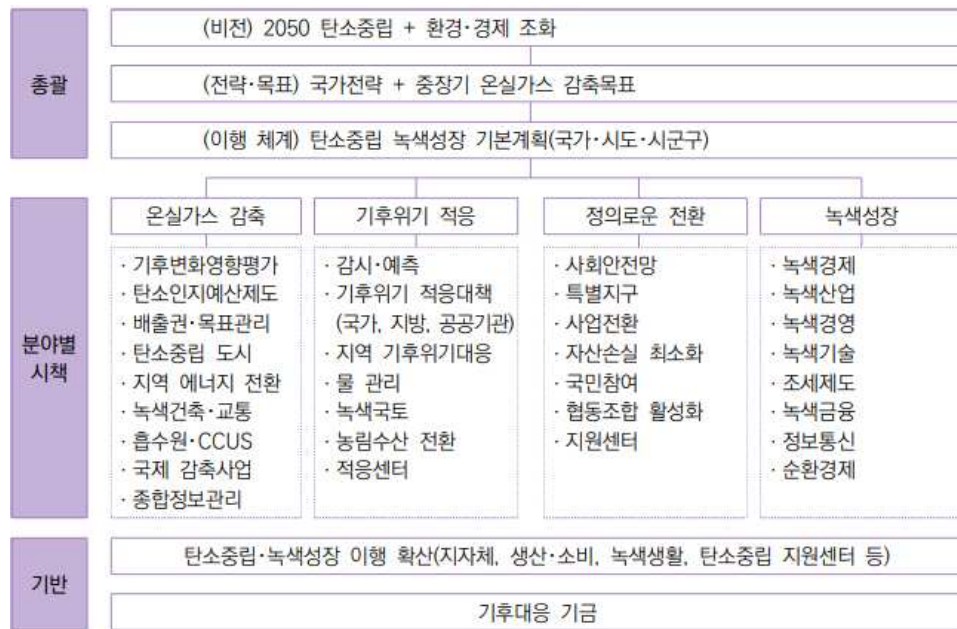 총괄
(비전) 2050 탄소중립 + 환경·경제 조화
(전략·목표) 국가전략 + 중장기 온실가스 감축목표
(이행 체계) 탄소중립 녹색성장 기본계획(국가·시도·시군구)
분야별
시책
온실가스 감축
· 기후변화영향평가
· 탄소인지예산제도
· 배출권·목표관리
· 탄소중립 도시
· 지역 에너지 전환
· 녹색건축·교통
· 흡수원·CCUS
· 국제 감축사업
· 종합정보관리
기후위기 적응
· 감시·예측
· 기후위기 적응대책
(국가, 지방, 공공기관)
· 지역 기후위기대응
· 물 관리
· 녹색국토
· 농림수산 전환
· 적응센터
정의로운 전환
· 사회안전망
· 특별지구
· 사업전환
· 자산손실 최소화
· 국민참여
· 협동조합 활성화
· 지원센터
녹색성장
· 녹색경제
· 녹색산업
· 녹색경영
· 녹색기술
· 조세제도
· 녹색금융
· 정보통신
· 순환경제
기반
탄소중립·녹색성장 이행 확산(지자체, 생산·소비, 녹색생활, 탄소중립 지원센터 등)
기후대응 기금